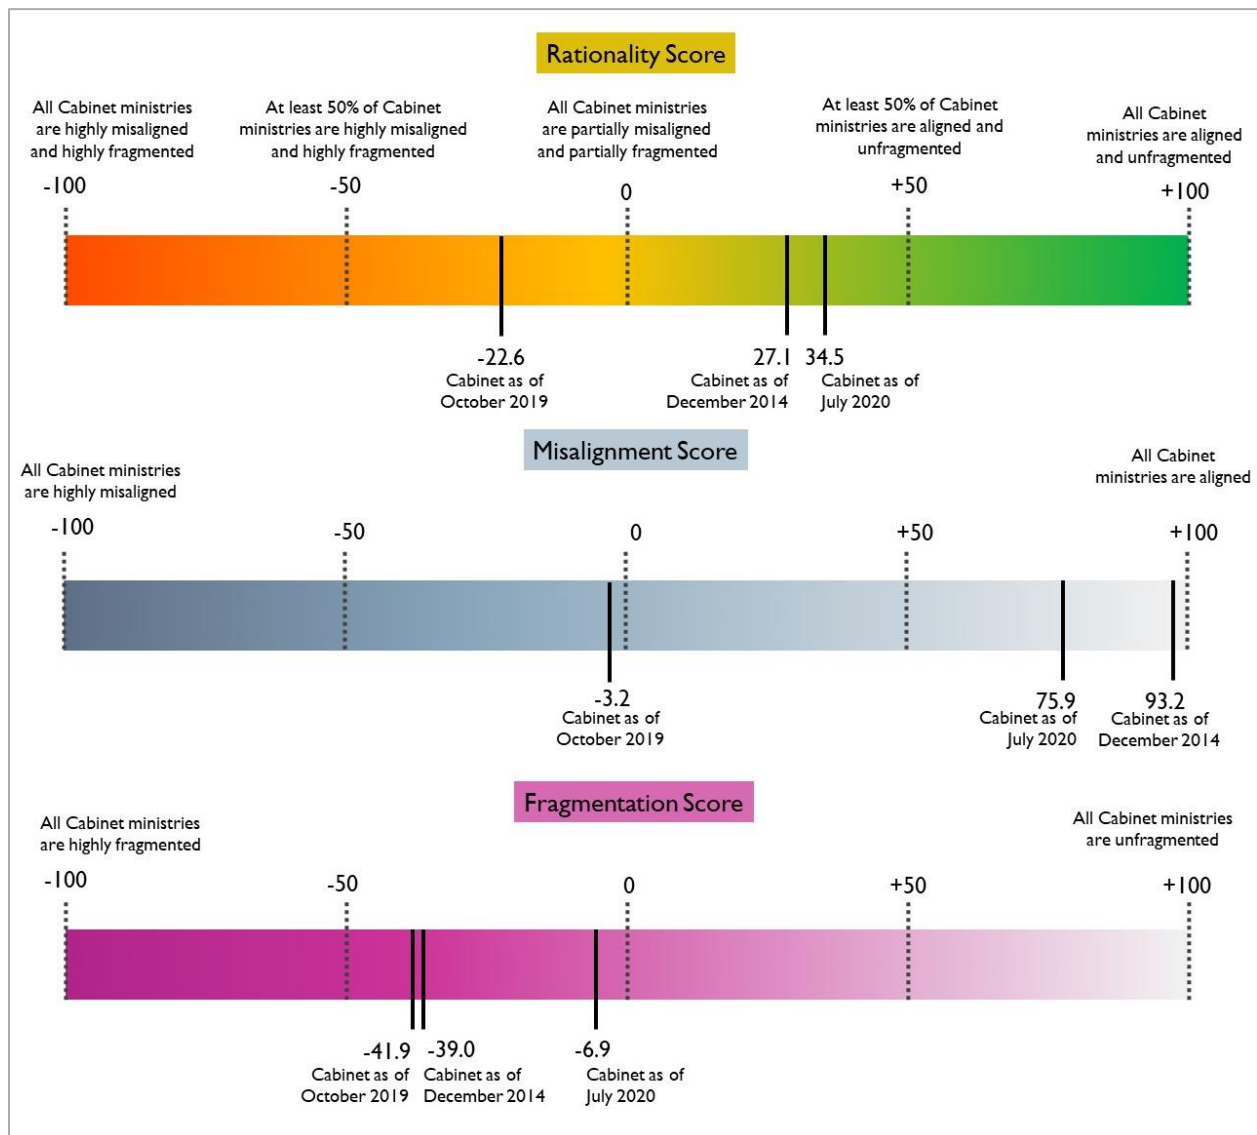 Rationality Score
All Cabinet ministries
are highly misaligned
and highly fragmented
At least 50% of Cabinet
ministries are highly misaligned
and highly fragmented
All Cabinet ministries
are partially misaligned
and partially fragmented
At least 50% of Cabinet
ministries are aligned and
unfragmented
All Cabinet
ministries are aligned
and unfragmented
-100
-50
0
+50
+100
-22.6
Cabinet as of
October 2019
27.1
Cabinet as of
December 2014
34.5
Cabinet as of
July 2020
Misalignment Score
All Cabinet ministries
are highly misaligned
All Cabinet
ministries are aligned
-100
-50
0
+50
+100
-3.2
Cabinet as of
October 2019
75.9
Cabinet as of
July 2020
93.2
Cabinet as of
December 2014
Fragmentation Score
All Cabinet ministries
are highly fragmented
All Cabinet ministries
are unfragmented
-100
-50
0
+50
+100
-41.9
Cabinet as of
October 2019
-39.0
Cabinet as of
December 2014
-6.9
Cabinet as of
July 2020